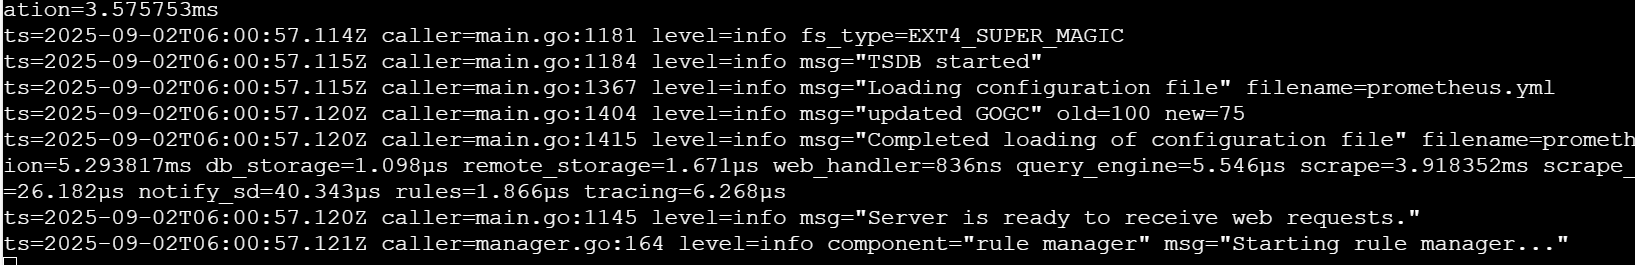 ation=3.575753ms
ts=2025-09-02T06:00:57.114Z caller=main.go:1181 level=info fs_type=EXT4_SUPER_MAGIC
ts=2025-09-02T06:00:57.115Z caller=main.go:1184 level=info msg="TSDB started"
ts=2025-09-02T06:00:57.115Z caller=main.go:1367 level=info msg="Loading configuration file" filename=prometheus.yml
ts=2025-09-02T06:00:57.120Z caller=main.go:1404 level=info msg="updated GOGC" old=100 new=75
ts=2025-09-02T06:00:57.120Z caller=main.go:1415 level=info msg="Completed loading of configuration file" filename=prometh
ion=5.293817ms db_storage=1.098µs remote_storage=1.671µs web_handler=836ns query_engine=5.546µs scrape=3.918352ms scrape_
=26.182µs notify_sd=40.343µs rules=1.866µs tracing=6.268µs
ts=2025-09-02T06:00:57.120Z caller=main.go:1145 level=info msg="Server is ready to receive web requests."
ts=2025-09-02T06:00:57.121Z caller=manager.go:164 level=info component="rule manager" msg="Starting rule manager..."